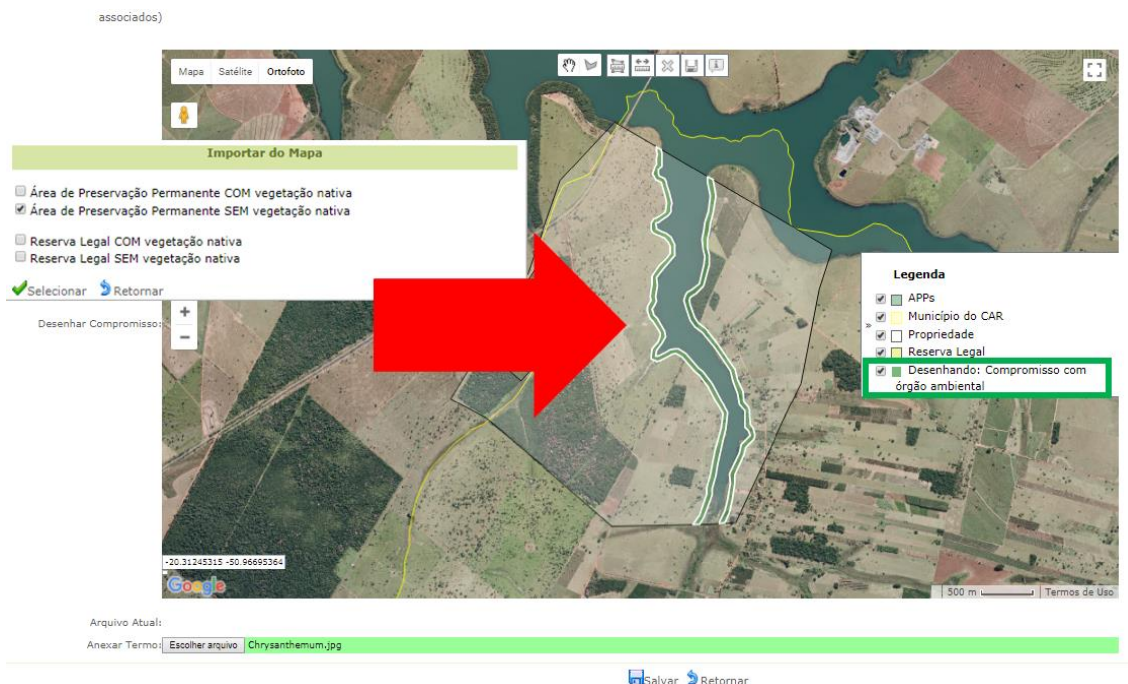 associados)
Mapa Satélite Ortofoto
Importar do Mapa
Área de Preservação Permanente COM vegetação nativa
Área de Preservação Permanente SEM vegetação nativa
Reserva Legal COM vegetação nativa
Reserva Legal SEM vegetação nativa
Selecionar Retornar
Desenhar Compromisso:
+
−
Legenda
APPs
Município do CAR
»
Propriedade
Reserva Legal
Desenhando: Compromisso com
órgão ambiental
-20.31245315 -50.96695364
Google
500 m Termos de Uso
Arquivo Atual:
Anexar Termo: Escolher arquivo Chrysanthemum.jpg
Salvar Retornar